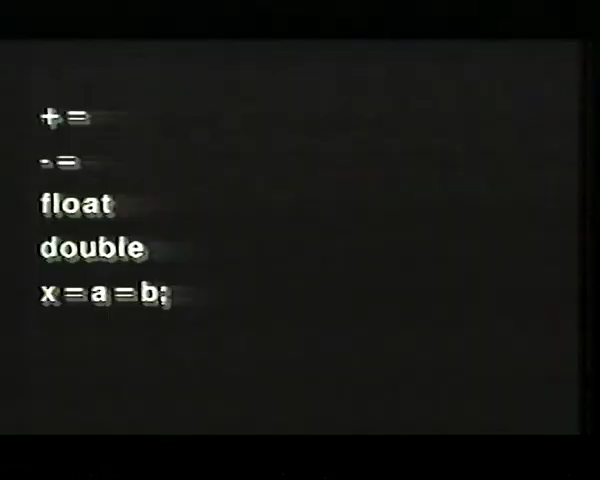 +=
-=
float
double
x=a=b;